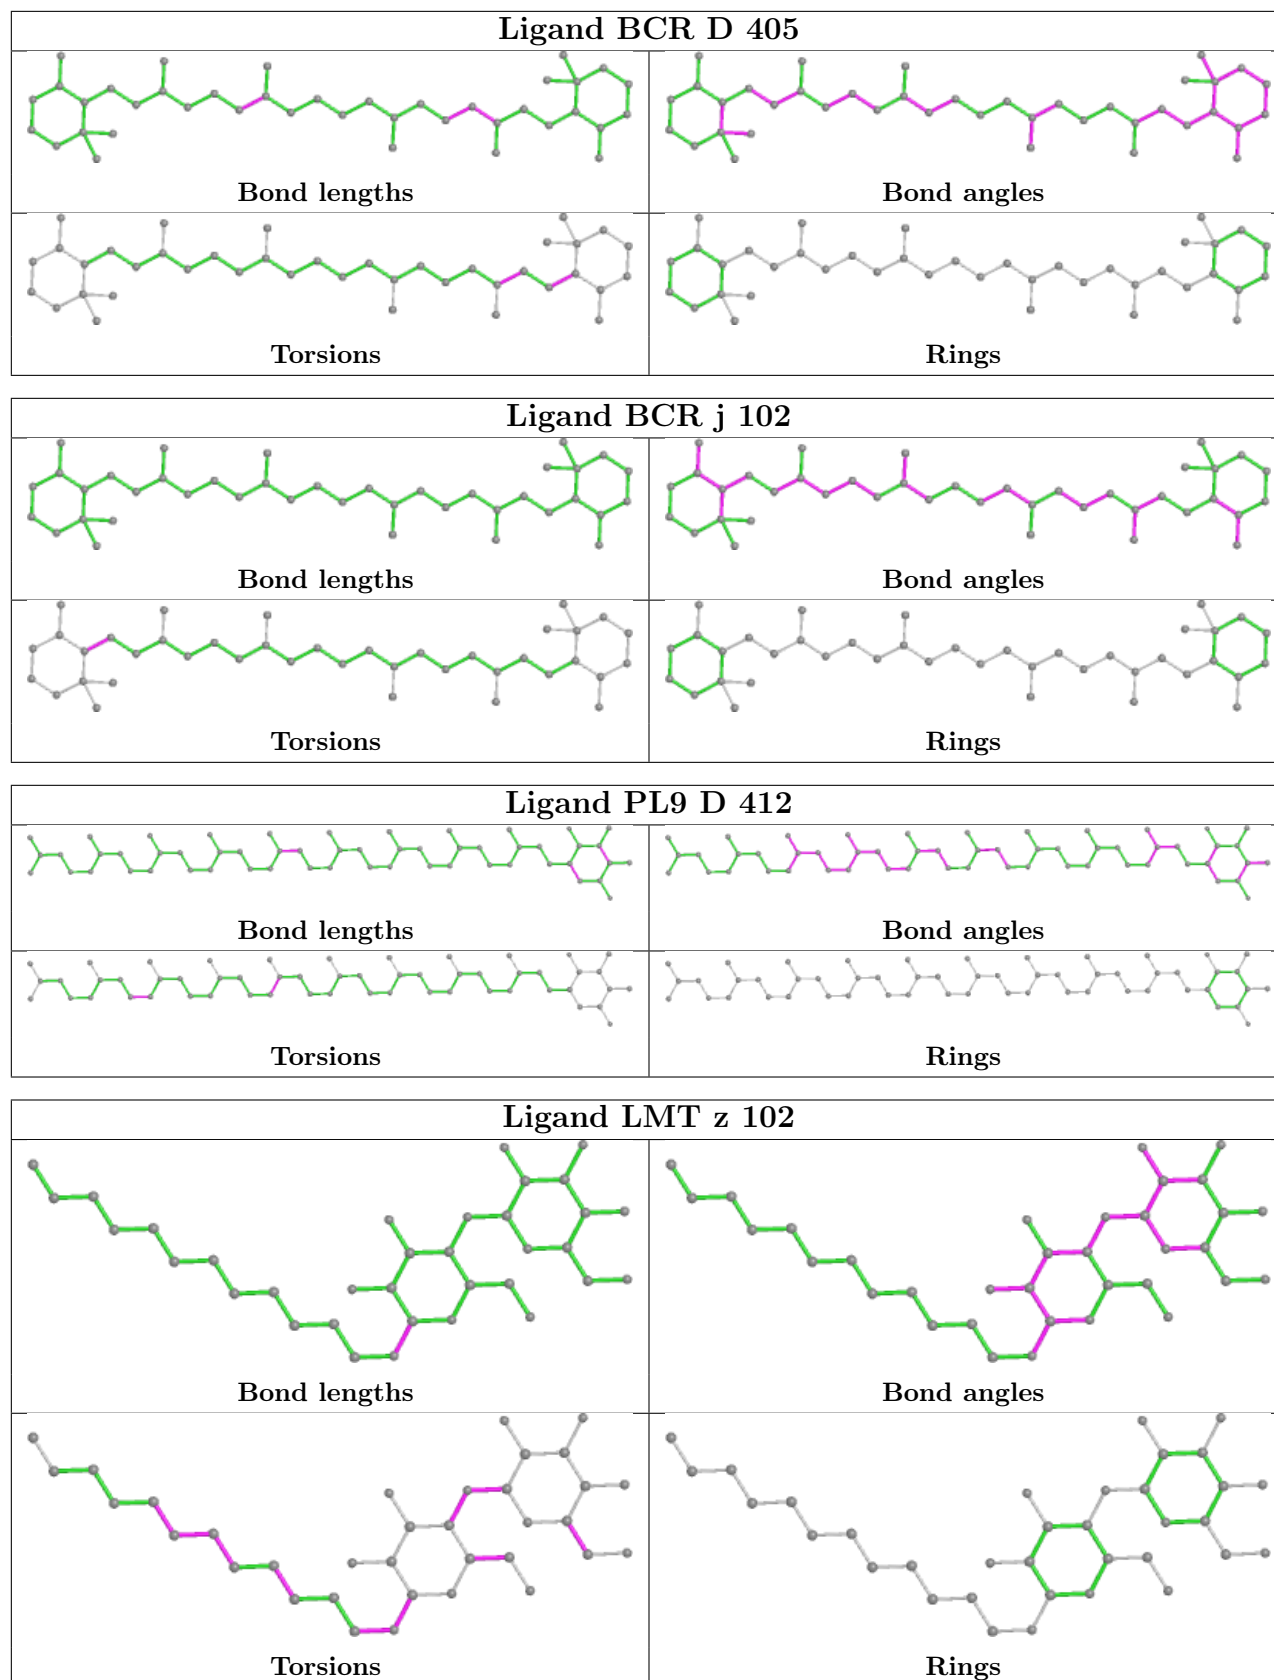 Ligand BCR D 405
Bond lengths
Bond angles
Torsions
Rings
Ligand BCR j 102
Bond lengths
Bond angles
Torsions
Rings
Ligand PL9 D 412
Bond lengths
Bond angles
Torsions
Rings
Ligand LMT z 102
Bond lengths
Bond angles
Torsions
Rings